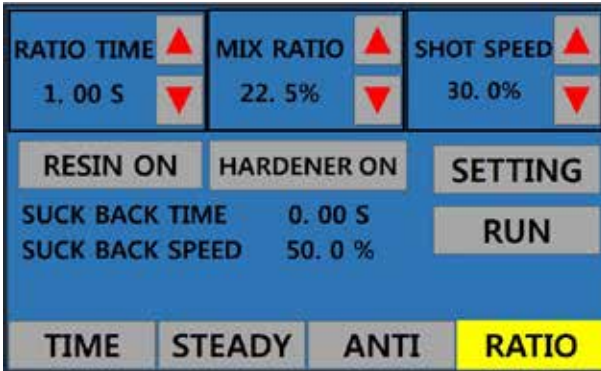 RATIO TIME MIX RATIO SHOT SPEED
1. 00 S 22. 5% 30. 0%
RESIN ON HARDENER ON SETTING
SUCK BACK TIME 0. 00 S
SUCK BACK SPEED 50. 0 %
RUN
TIME STEADY ANTI RATIO